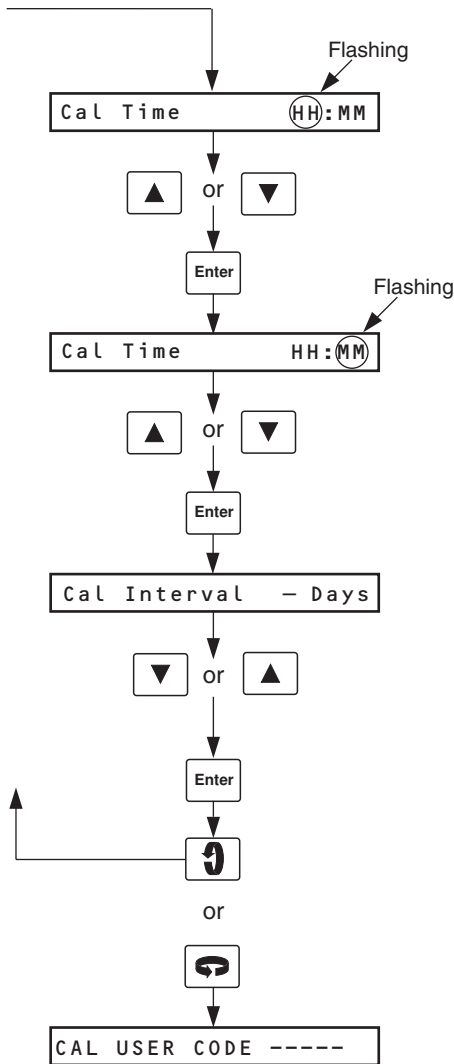 Flashing
Cal Time HH:MM
▲ or ▼
Enter
Flashing
Cal Time HH:MM
▲ or ▼
Enter
Cal Interval – Days
▼ or ▲
Enter
or
CAL USER CODE -----